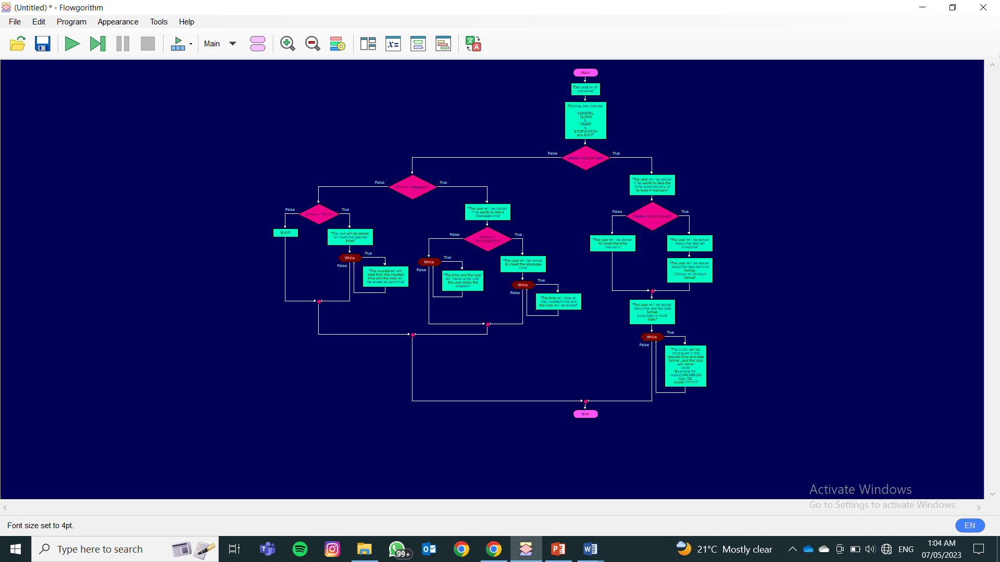 (Untitled) * - Flowgorithm
File Edit Program Appearance Tools Help
Main
Main
"Declaration of
variables"
"Display the choices
1-DIGITAL
CLOCK
2-
TIMER
3-
STOPWATCH
any EXIT"
False
Choice = DigitalClock
True
False
Choice = Stopwatch
True
"The user will be asked
if he wants to take the
time automatically or
to type it manually"
False
Choice = Timer
True
"The user will be asked
if he wants to add a
stoppage time"
False
Choice = Automatically
True
"EXIT"
"The use will be asked
to insert the desired
timer"
False
Choice =
StoppageTime
True
"The user will be asked
to insert the time
manually"
"The user will be asked
about the desired
timezone"
While
True
False
"The countdown will
start from the inserted
time and the loop will
be ended at zero time"
While
True
False
"The time and the loop
will never ends until
the user stops the
program"
"The user will be asked
to insert the stoppage
time"
"The user will be asked
about the desired time
format.
(12-hour or 24-hour)
format"
While
True
False
"The time will stop at
the inserted time and
the loop will be ended"
"The user will be asked
about the desired date
format.
(long date or short
date)"
While
True
False
"The clock will be
displayed in the
desired time and date
format , and the loop
will never
ends
Example for
output:(HH:MM:SS
Day, DD
month YYYY)"
End
Activate Windows
Go to Settings to activate Windows.
Font size set to 4pt.
EN
Type here to search
99+
21°C Mostly clear
ENG
1:04 AM
07/05/2023